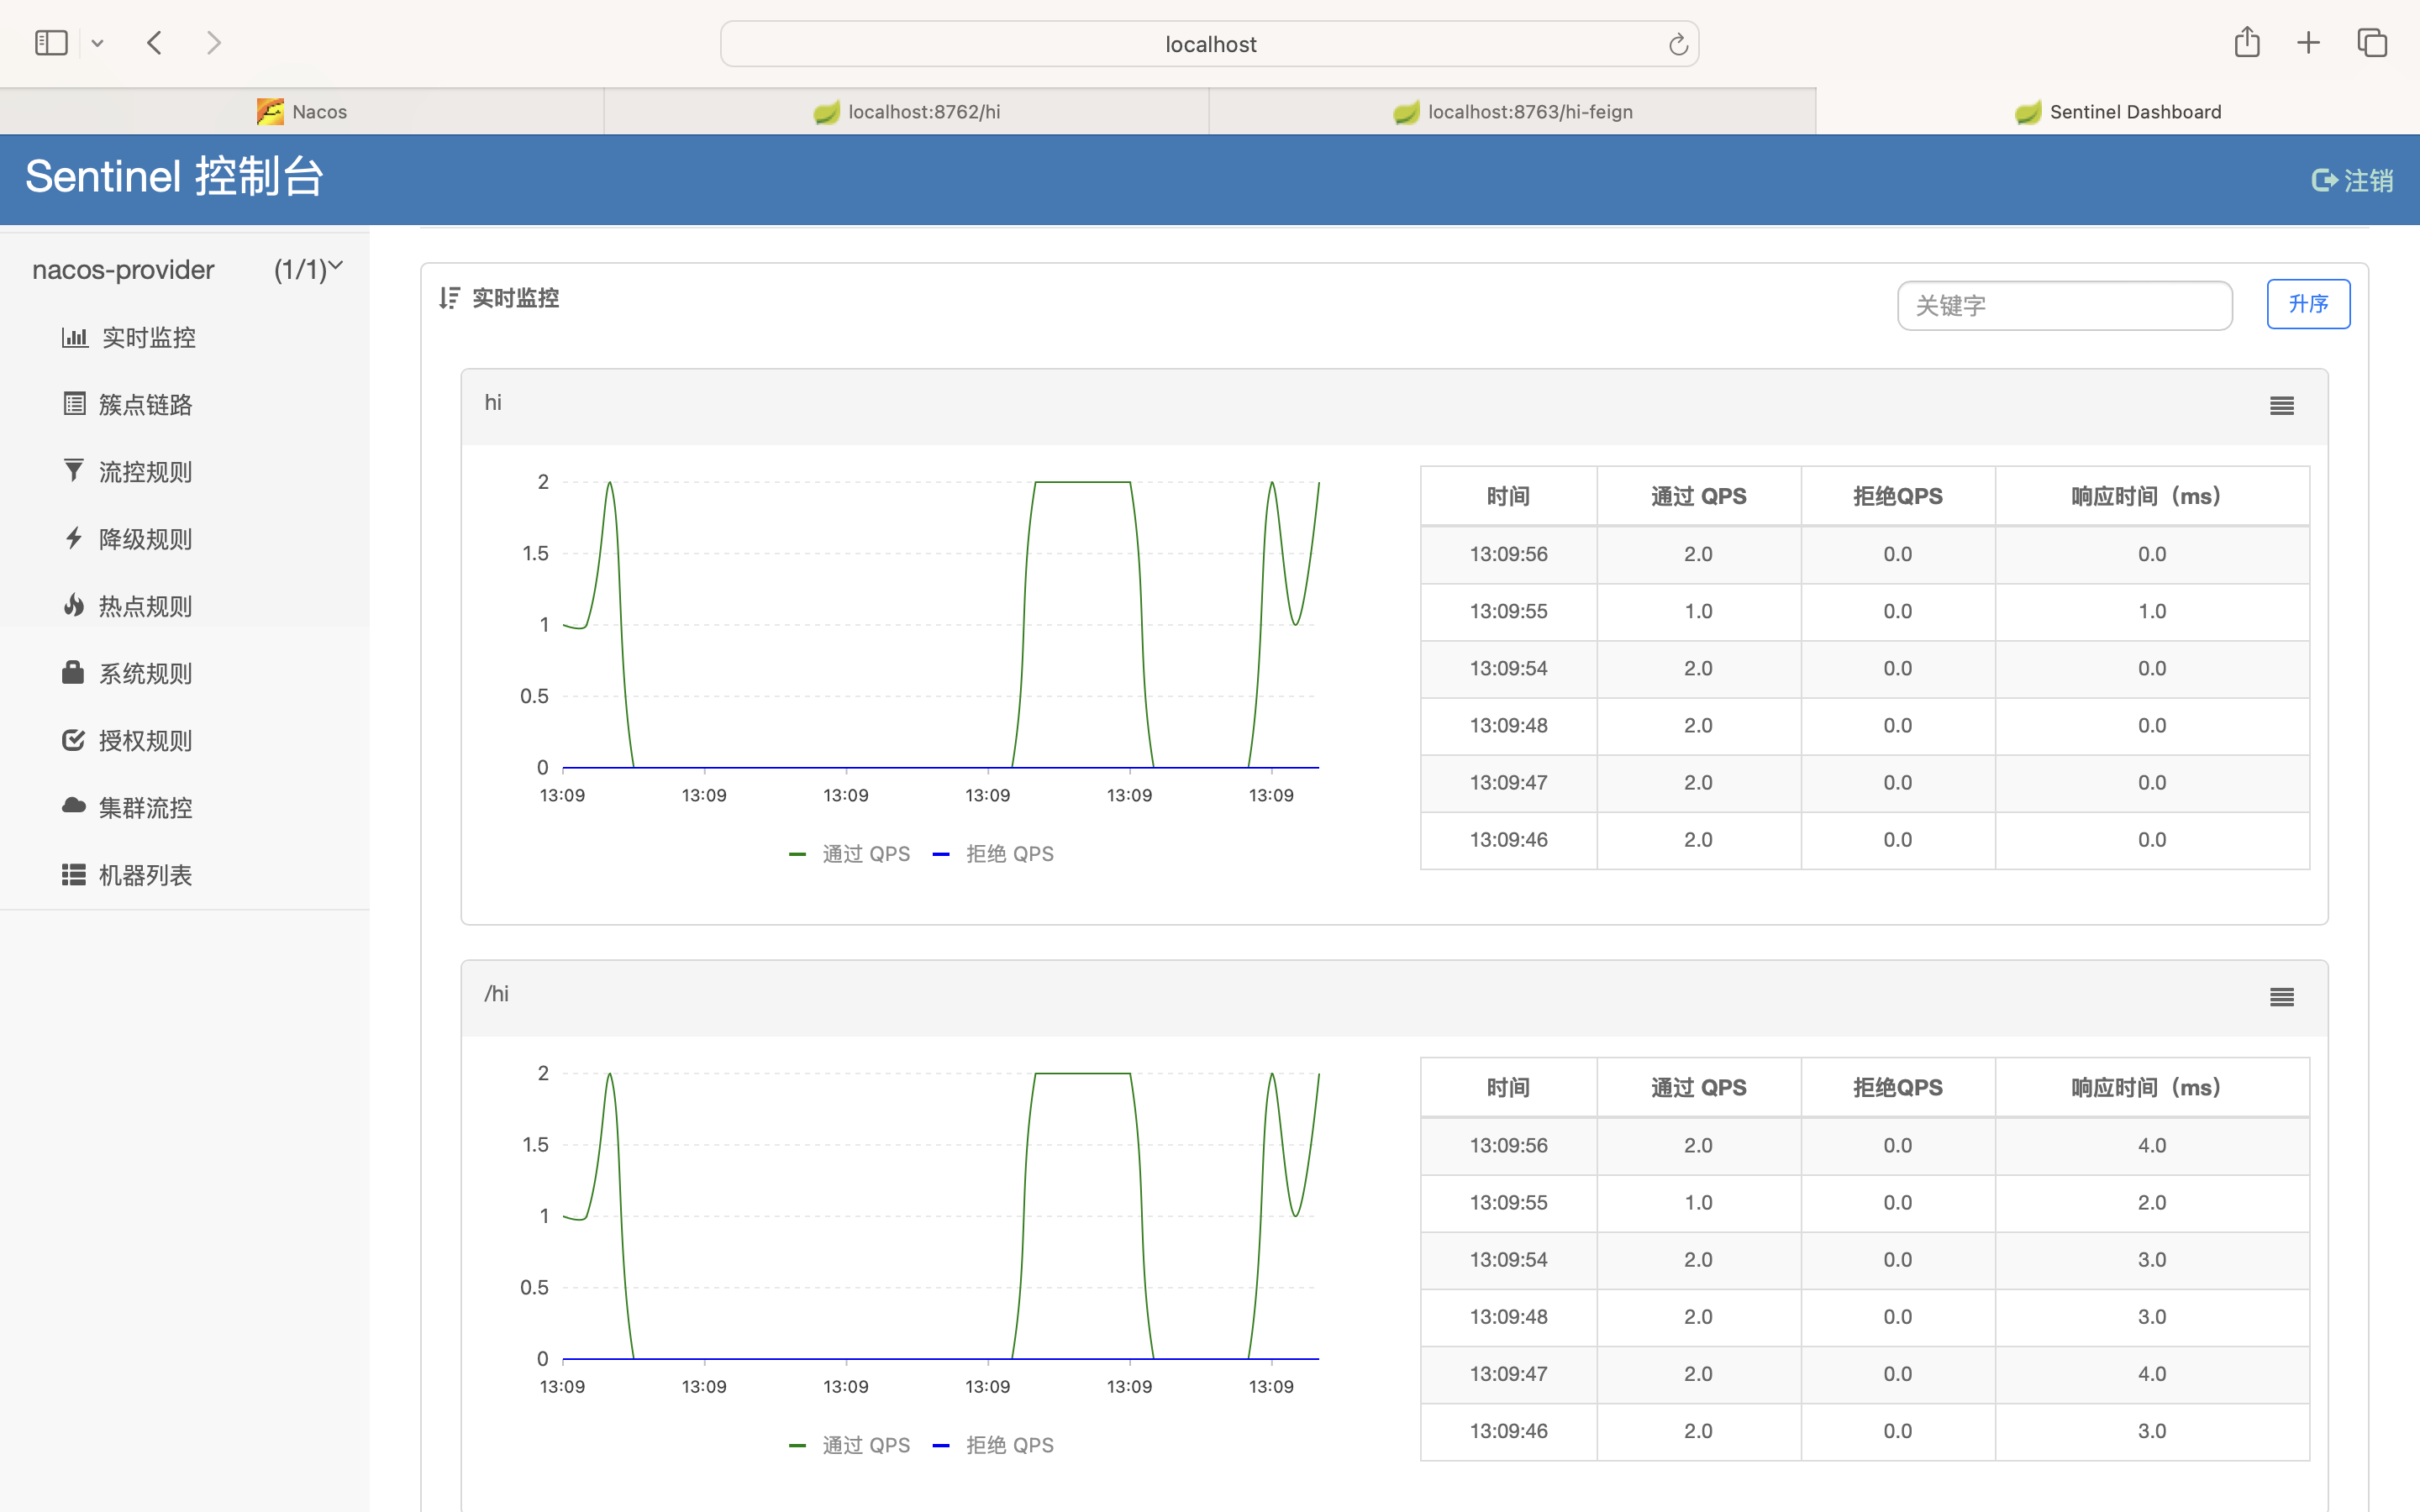 localhost
Nacos
localhost:8762/hi
localhost:8763/hi-feign
Sentinel Dashboard
Sentinel 控制台
注销
nacos-provider (1/1)
实时监控
簇点链路
流控规则
降级规则
热点规则
系统规则
授权规则
集群流控
机器列表
实时监控
关键字
升序
hi
2
1.5
1
0.5
0
13:09 13:09 13:09 13:09 13:09 13:09
通过 QPS 拒绝 QPS
时间 通过 QPS 拒绝QPS 响应时间（ms）
13:09:56 2.0 0.0 0.0
13:09:55 1.0 0.0 1.0
13:09:54 2.0 0.0 0.0
13:09:48 2.0 0.0 0.0
13:09:47 2.0 0.0 0.0
13:09:46 2.0 0.0 0.0
/hi
2
1.5
1
0.5
0
13:09 13:09 13:09 13:09 13:09 13:09
通过 QPS 拒绝 QPS
时间 通过 QPS 拒绝QPS 响应时间（ms）
13:09:56 2.0 0.0 4.0
13:09:55 1.0 0.0 2.0
13:09:54 2.0 0.0 3.0
13:09:48 2.0 0.0 3.0
13:09:47 2.0 0.0 4.0
13:09:46 2.0 0.0 3.0